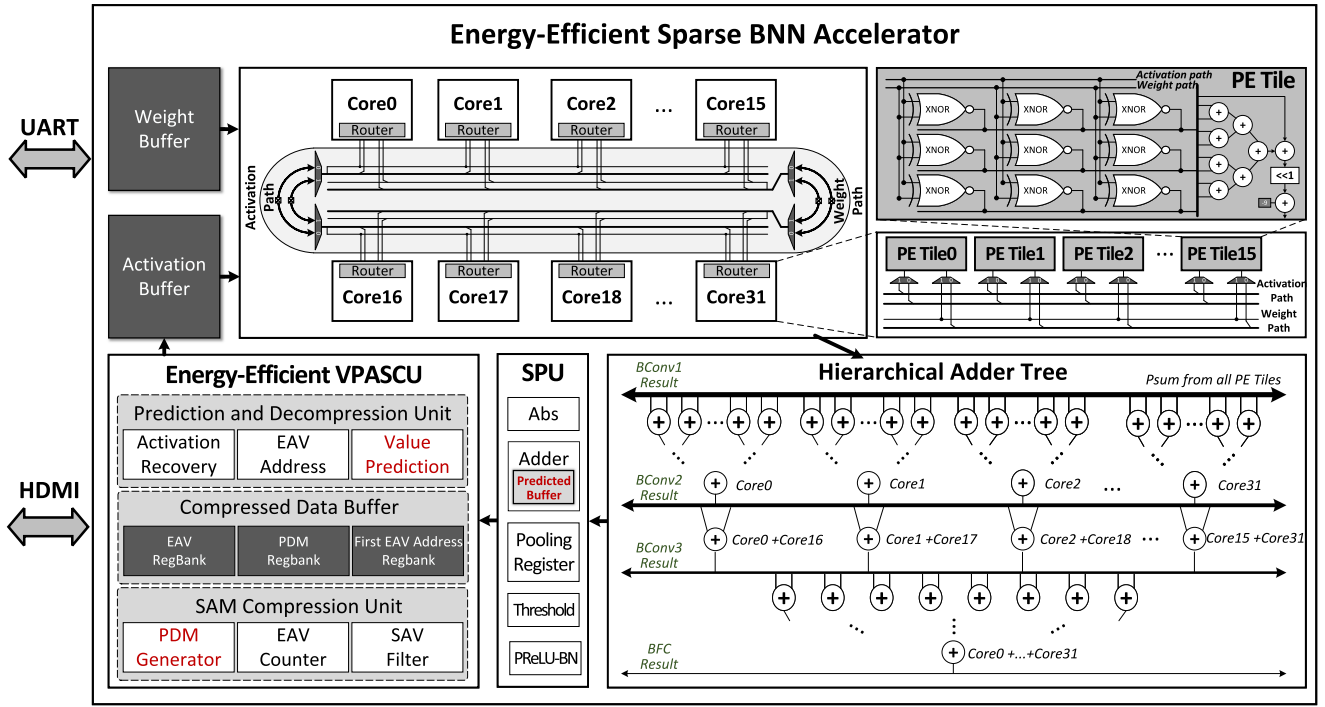 Energy-Efficient Sparse BNN Accelerator
UART
HDMI
Weight
Buffer
Activation
Buffer
Core0
Core1
Core2
...
Core15
Router
Router
Router
Router
Activation
Path
Weight
Path
Router
Router
Router
Router
Core16
Core17
Core18
...
Core31
Activation path
Weight path
PE Tile
XNOR
XNOR
XNOR
+
+
XNOR
XNOR
XNOR
+
+
+
+
XNOR
XNOR
XNOR
+
<<1
+
PE Tile0
PE Tile1
PE Tile2
...
PE Tile15
Activation
Path
Weight
Path
Energy-Efficient VPASCU
Prediction and Decompression Unit
Activation
Recovery
EAV
Address
Value
Prediction
Compressed Data Buffer
EAV
RegBank
PDM
Regbank
First EAV Address
Regbank
SAM Compression Unit
PDM
Generator
EAV
Counter
SAV
Filter
SPU
Abs
Adder
Predicted
Buffer
Pooling
Register
Threshold
PReLU-BN
Hierarchical Adder Tree
BConv1
Result
Psum from all PE Tiles
+ + ... + +
+ + ... + +
+ + ... + +
+ + ... + +
BConv2
Result
+ Core0
+ Core1
+ Core2
...
+ Core31
BConv3
Result
+ Core0 +Core16
+ Core1 +Core17
+ Core2 +Core18
...
+ Core15 +Core31
+ + + + + + + +
BFC
Result
+ Core0 +...+Core31